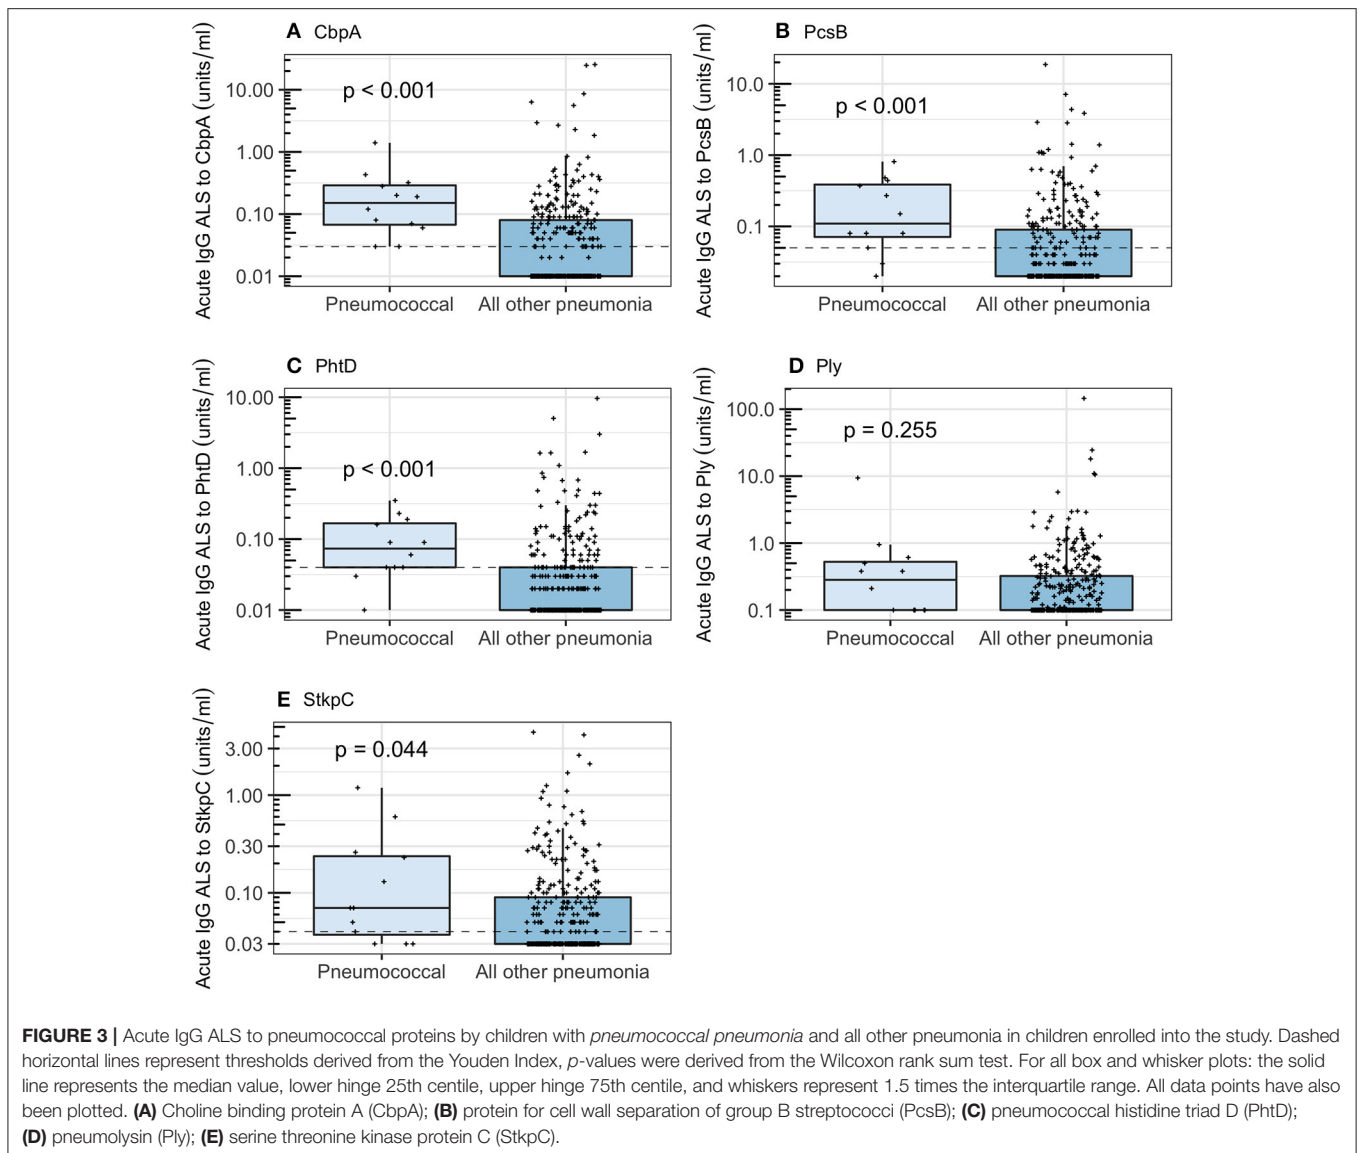 A CbpA
Acute IgG ALS to CbpA (units/ml)
10.00
1.00
0.10
0.01
p < 0.001
Pneumococcal
All other pneumonia
B PcsB
Acute IgG ALS to PcsB (units/ml)
10.0
1.0
0.1
p < 0.001
Pneumococcal
All other pneumonia
C PhtD
Acute IgG ALS to PhtD (units/ml)
10.00
1.00
0.10
0.01
p < 0.001
Pneumococcal
All other pneumonia
D Ply
Acute IgG ALS to Ply (units/ml)
100.0
10.0
1.0
0.1
p = 0.255
Pneumococcal
All other pneumonia
E StkpC
Acute IgG ALS to StkpC (units/ml)
3.00
1.00
0.30
0.10
0.03
p = 0.044
Pneumococcal
All other pneumonia
FIGURE 3 | Acute IgG ALS to pneumococcal proteins by children with pneumococcal pneumonia and all other pneumonia in children enrolled into the study. Dashed
horizontal lines represent thresholds derived from the Youden Index, p-values were derived from the Wilcoxon rank sum test. For all box and whisker plots: the solid
line represents the median value, lower hinge 25th centile, upper hinge 75th centile, and whiskers represent 1.5 times the interquartile range. All data points have also
been plotted. (A) Choline binding protein A (CbpA); (B) protein for cell wall separation of group B streptococci (PcsB); (C) pneumococcal histidine triad D (PhtD);
(D) pneumolysin (Ply); (E) serine threonine kinase protein C (StkpC).